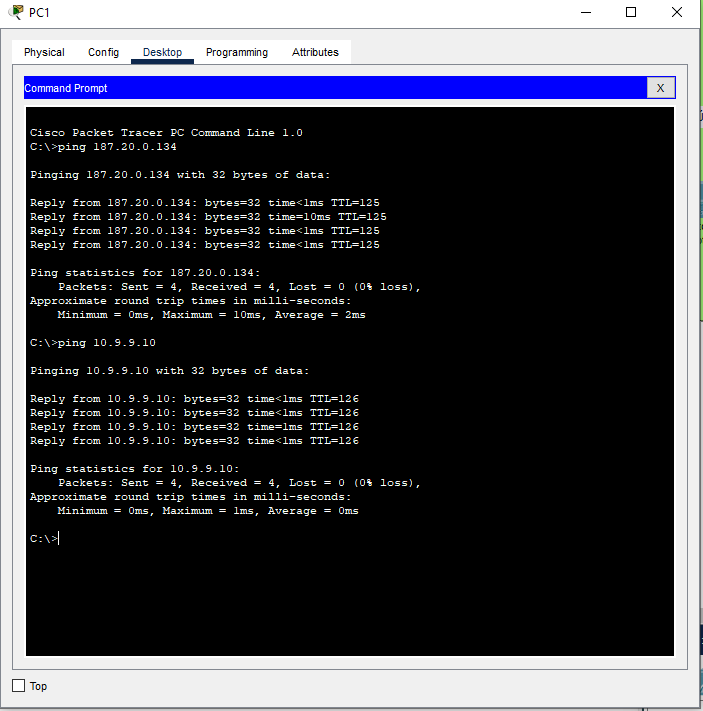 PC1
Physical Config Desktop Programming Attributes
Command Prompt X
Cisco Packet Tracer PC Command Line 1.0
C:\>ping 187.20.0.134
Pinging 187.20.0.134 with 32 bytes of data:
Reply from 187.20.0.134: bytes=32 time<1ms TTL=125
Reply from 187.20.0.134: bytes=32 time=10ms TTL=125
Reply from 187.20.0.134: bytes=32 time<1ms TTL=125
Reply from 187.20.0.134: bytes=32 time<1ms TTL=125
Ping statistics for 187.20.0.134:
Packets: Sent = 4, Received = 4, Lost = 0 (0% loss),
Approximate round trip times in milli-seconds:
Minimum = 0ms, Maximum = 10ms, Average = 2ms
C:\>ping 10.9.9.10
Pinging 10.9.9.10 with 32 bytes of data:
Reply from 10.9.9.10: bytes=32 time<1ms TTL=126
Reply from 10.9.9.10: bytes=32 time<1ms TTL=126
Reply from 10.9.9.10: bytes=32 time=1ms TTL=126
Reply from 10.9.9.10: bytes=32 time<1ms TTL=126
Ping statistics for 10.9.9.10:
Packets: Sent = 4, Received = 4, Lost = 0 (0% loss),
Approximate round trip times in milli-seconds:
Minimum = 0ms, Maximum = 1ms, Average = 0ms
C:\>
Top